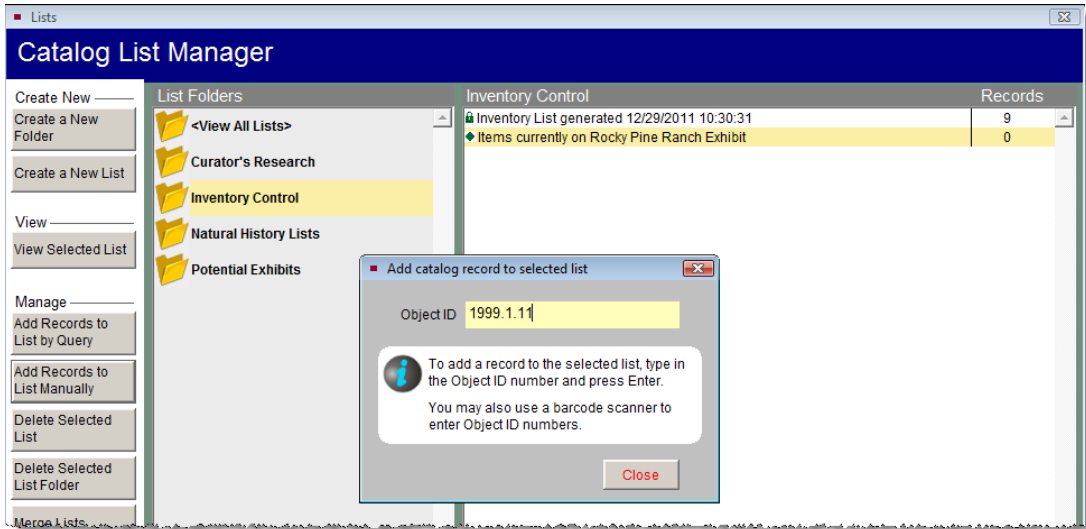 Lists
Catalog List Manager
Create New
Create a New
Folder
Create a New List
View
View Selected List
Manage
Add Records to
List by Query
Add Records to
List Manually
Delete Selected
List
Delete Selected
List Folder
Merge Lists
List Folders
<View All Lists>
Curator's Research
Inventory Control
Natural History Lists
Potential Exhibits
Inventory Control Records
Inventory List generated 12/29/2011 10:30:31 9
Items currently on Rocky Pine Ranch Exhibit 0
Add catalog record to selected list
Object ID 1999.1.11
To add a record to the selected list, type in
the Object ID number and press Enter.
You may also use a barcode scanner to
enter Object ID numbers.
Close